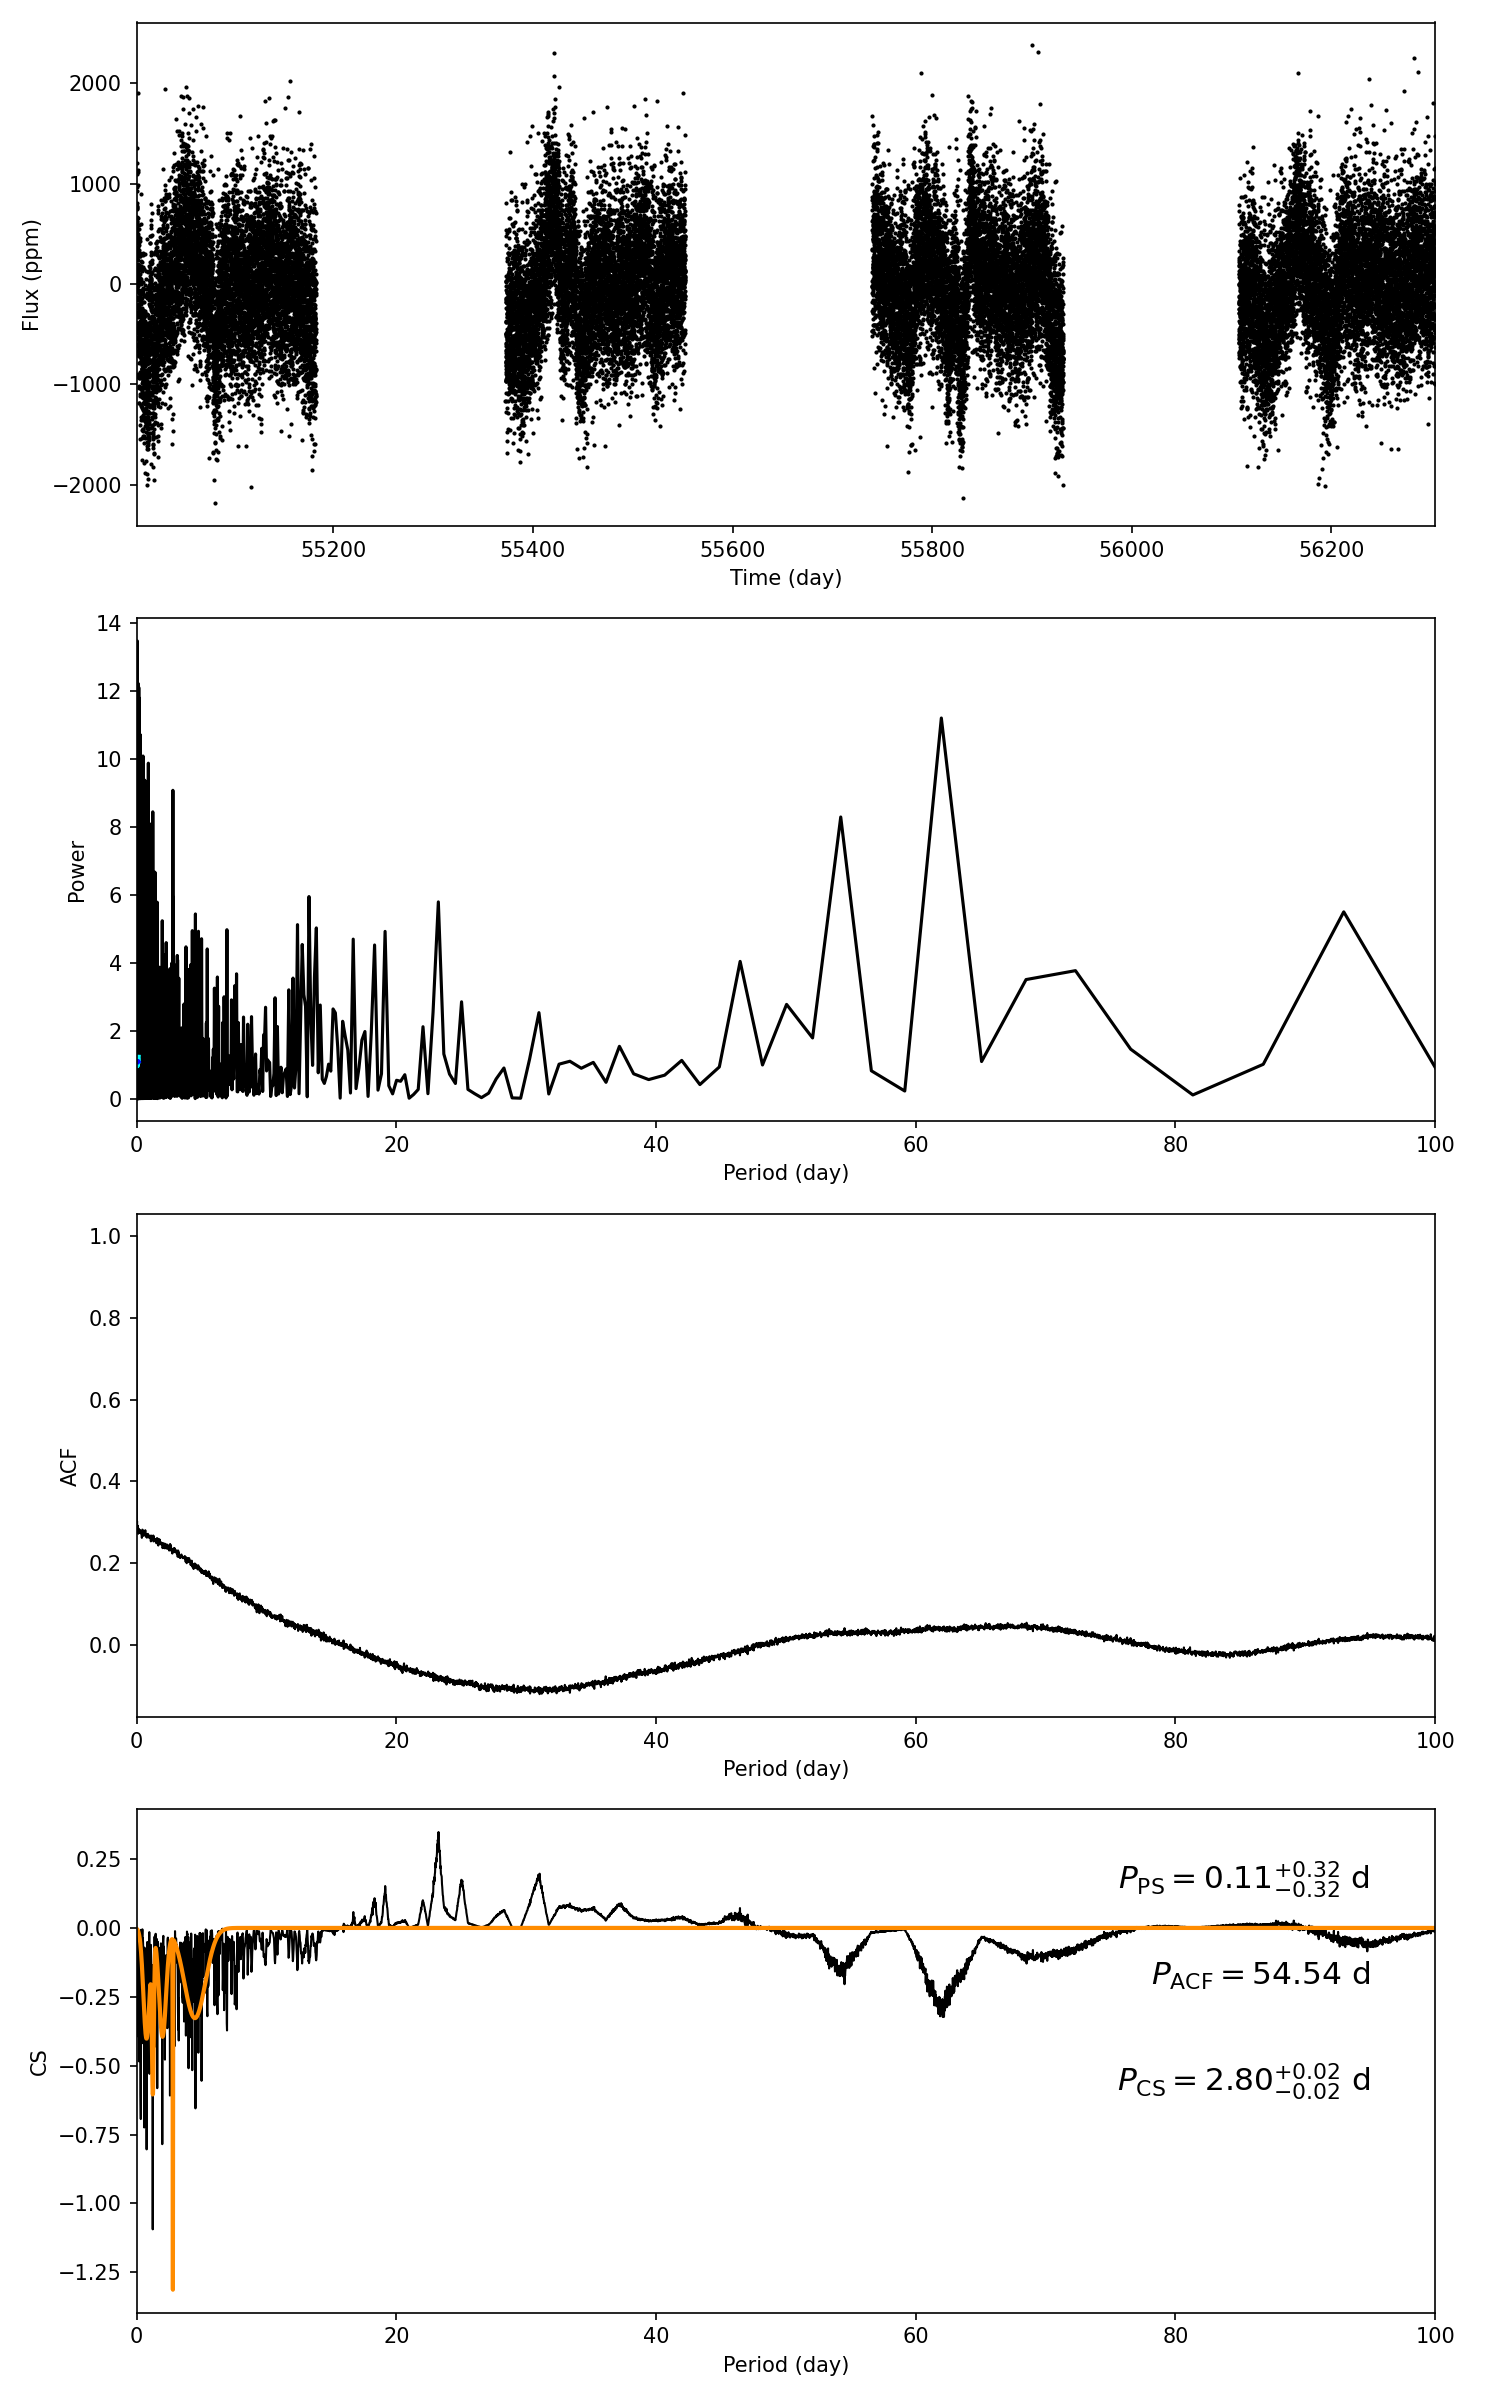 2000
1000
0
−1000
−2000
Flux (ppm)
55200 55400 55600 55800 56000 56200
Time (day)
14
12
10
8
6
4
2
0
Power
0 20 40 60 80 100
Period (day)
1.0
0.8
0.6
0.4
0.2
0.0
ACF
0 20 40 60 80 100
Period (day)
0.25
0.00
−0.25
−0.50
−0.75
−1.00
−1.25
CS
P_PS = 0.11^{+0.32}_{−0.32} d
P_ACF = 54.54 d
P_CS = 2.80^{+0.02}_{−0.02} d
0 20 40 60 80 100
Period (day)